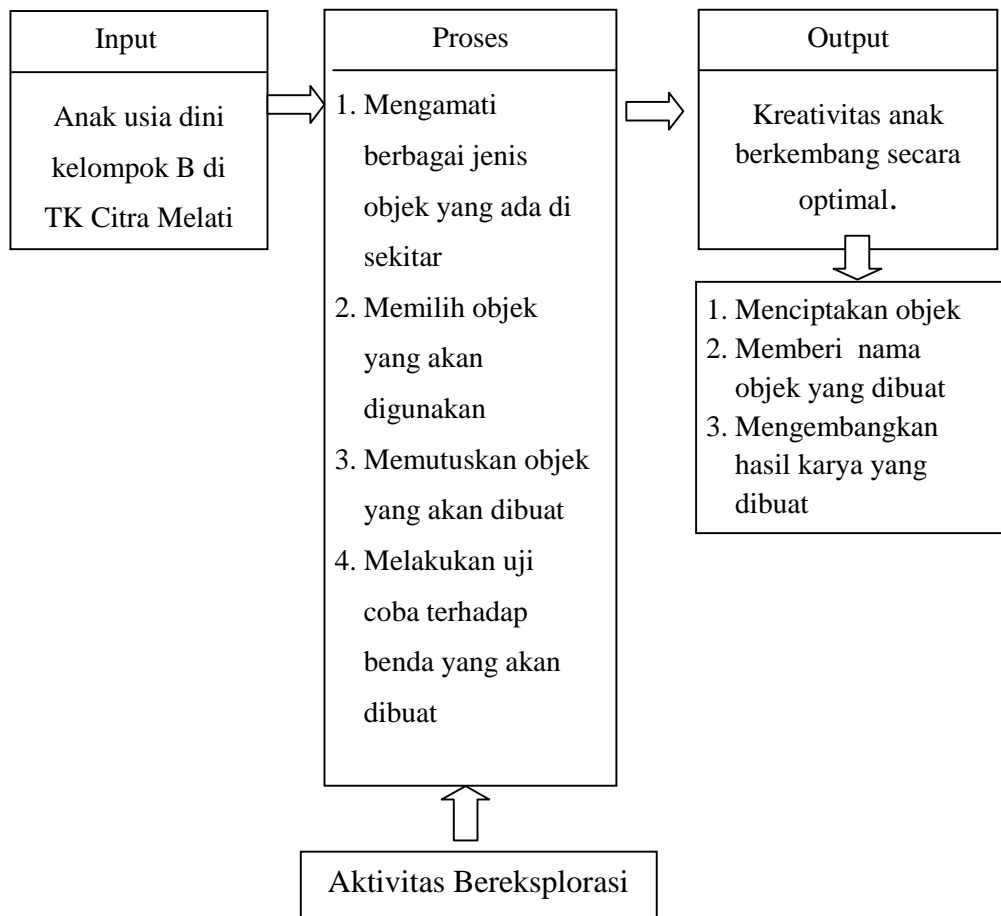 Input
Anak usia dini
kelompok B di
TK Citra Melati
Proses
1. Mengamati
berbagai jenis
objek yang ada di
sekitar
2. Memilih objek
yang akan
digunakan
3. Memutuskan objek
yang akan dibuat
4. Melakukan uji
coba terhadap
benda yang akan
dibuat
Output
Kreativitas anak
berkembang secara
optimal.
1. Menciptakan objek
2. Memberi nama
objek yang dibuat
3. Mengembangkan
hasil karya yang
dibuat
Aktivitas Bereksplorasi